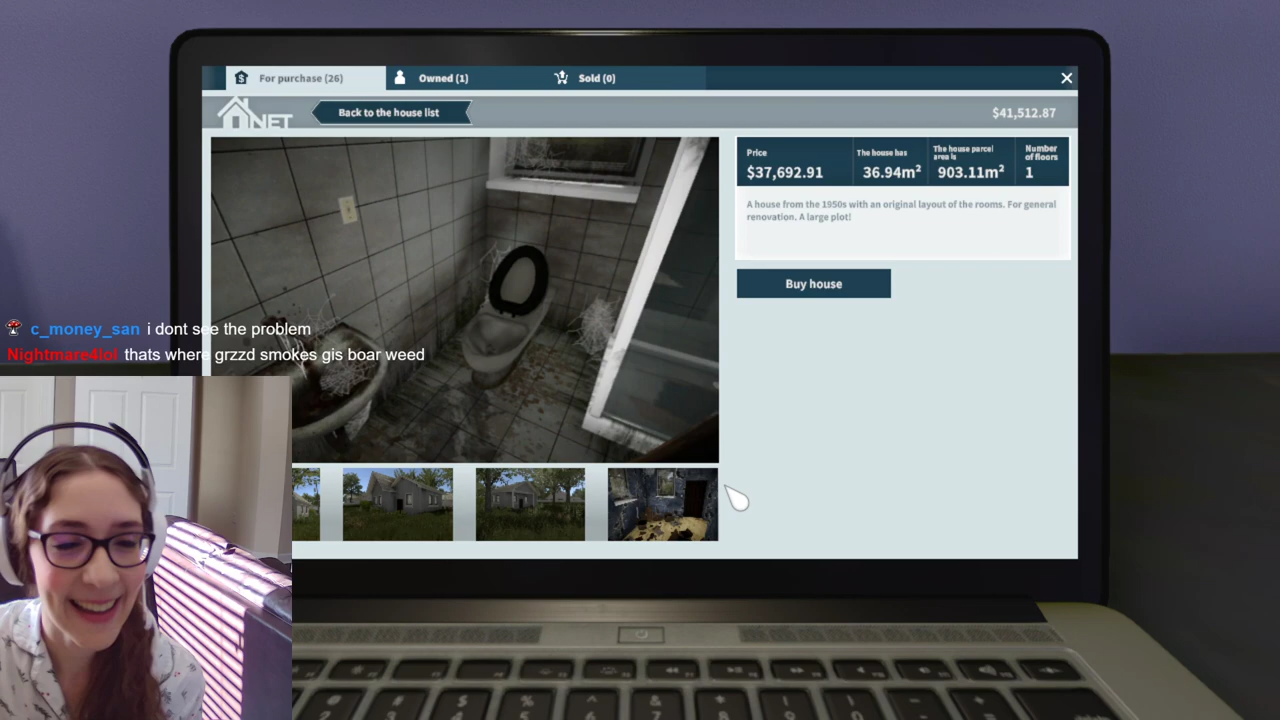 For purchase (26)
Owned (1)
Sold (0)
NET
Back to the house list
$41,512.87
Price
$37,692.91
The house has
36.94m²
The house parcel
area is
903.11m²
Number
of floors
1
A house from the 1950s with an original layout of the rooms. For general
renovation. A large plot!
Buy house
c_money_san i dont see the problem
Nightmare4lol thats where grzzd smokes gis boar weed